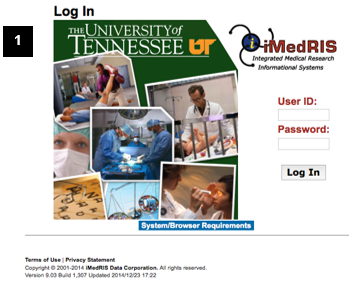 1
Log In
THE UNIVERSITY of
TENNESSEE UT
iMedRIS
Integrated Medical Research
Informational Systems
User ID:
Password:
Log In
System/Browser Requirements
Terms of Use | Privacy Statement
Copyright © 2001-2014 iMedRIS Data Corporation. All rights reserved.
Version 9.03 Build 1,307 Updated 2014/12/23 17:22